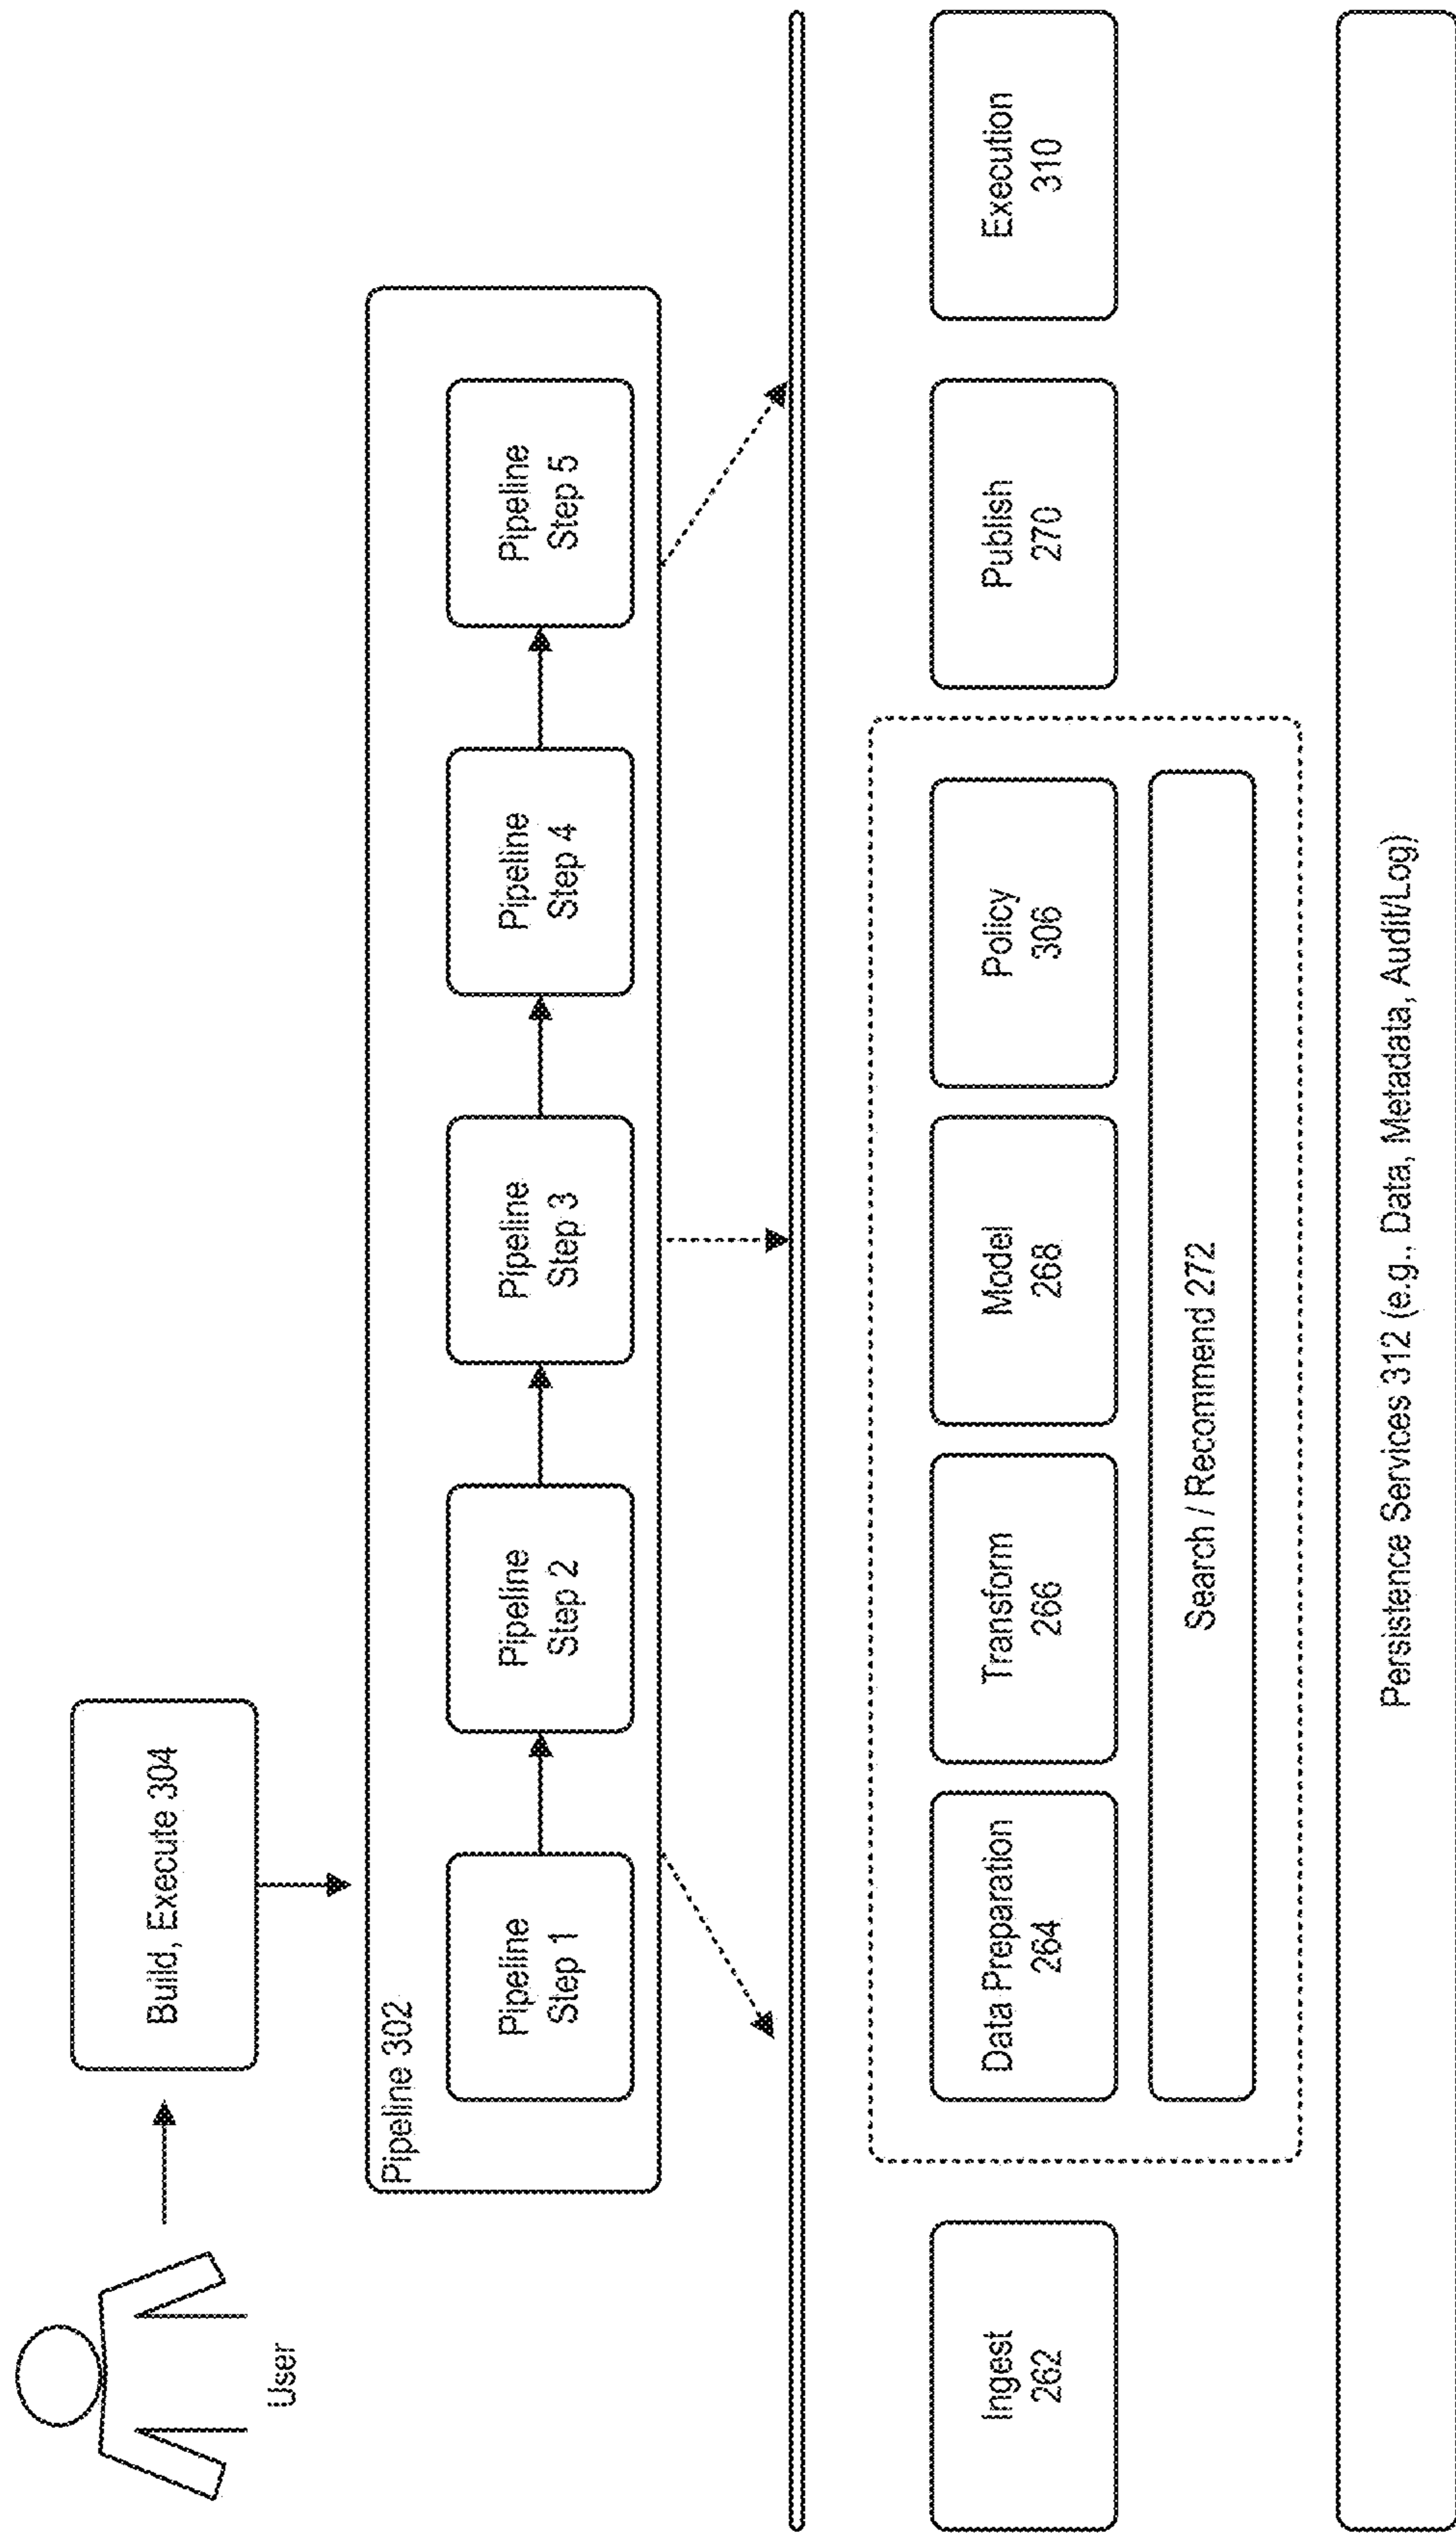 User
Build, Execute 304
Pipeline 302
Pipeline
Step 1
Pipeline
Step 2
Pipeline
Step 3
Pipeline
Step 4
Pipeline
Step 5
Ingest
262
Data Preparation
264
Transform
266
Model
268
Policy
306
Search / Recommend 272
Publish
270
Execution
310
Persistence Services 312 (e.g., Data, Metadata, Audit/Log)